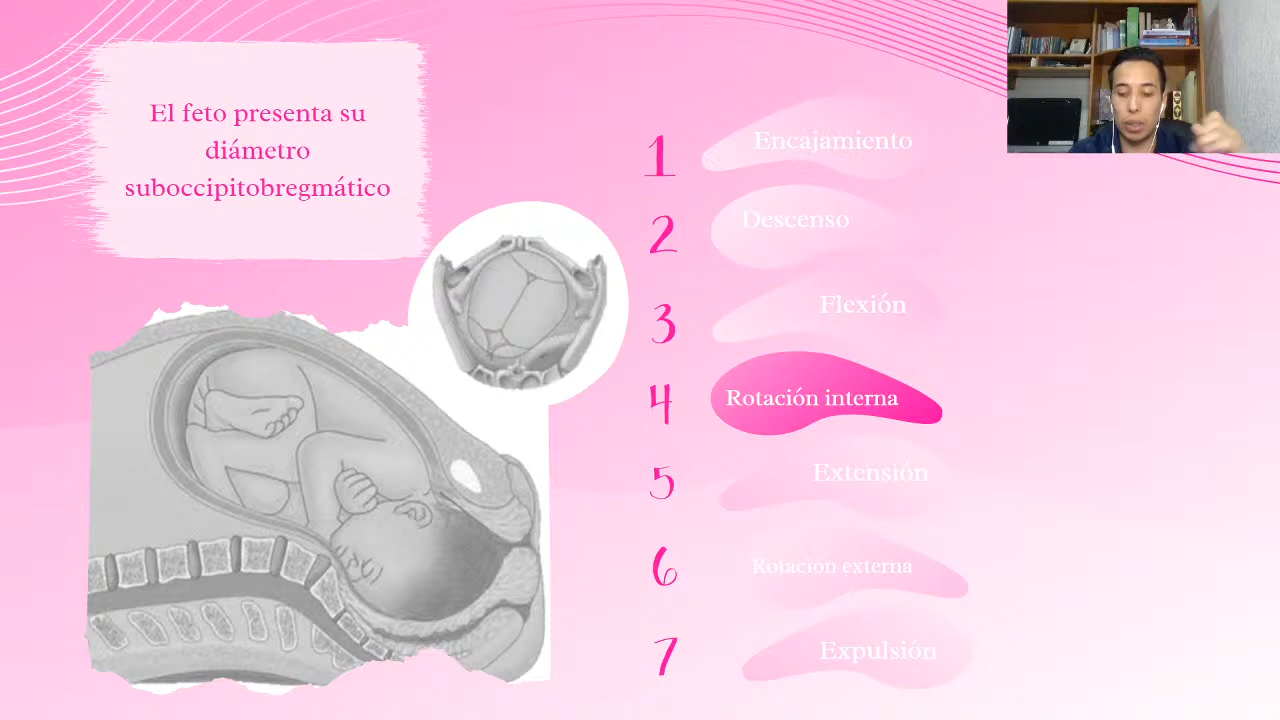 El feto presenta su
diámetro
suboccipitobregmático
1 Encajamiento
2 Descenso
3 Flexión
4 Rotación interna
5 Extensión
6 Rotación externa
7 Expulsión